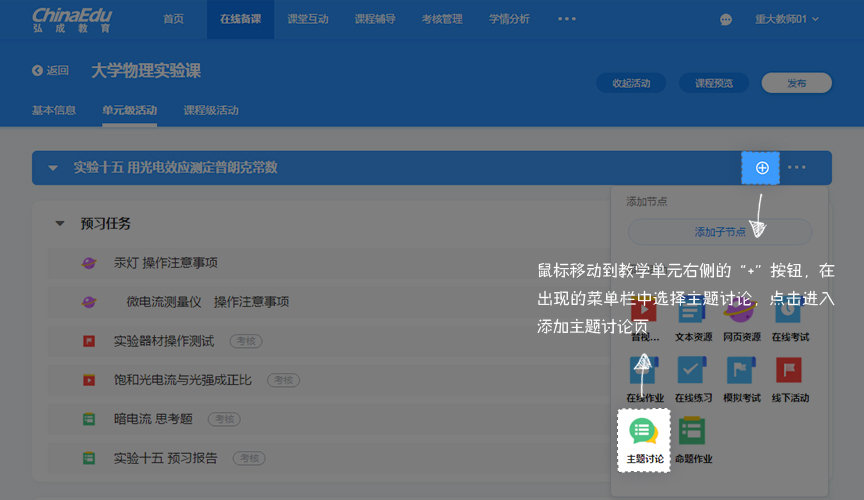 ChinaEdu
弘成教育
首页
在线备课
课堂互动
课程辅导
考核管理
学情分析
重大教师01
返回
大学物理实验课
收起活动
课程预览
发布
基本信息
单元级活动
课程级活动
实验十五 用光电效应测定普朗克常数
添加节点
添加子节点
预习任务
汞灯 操作注意事项
微电流测量仪 操作注意事项
实验器材操作测试
考核
饱和光电流与光强成正比
考核
暗电流 思考题
考核
实验十五 预习报告
考核
鼠标移动到教学单元右侧的“+”按钮，在
出现的菜单栏中选择主题讨论，点击进入
添加主题讨论页
音视...
文本资源
网页资源
在线考试
在线作业
在线练习
模拟考试
线下活动
主题讨论
命题作业